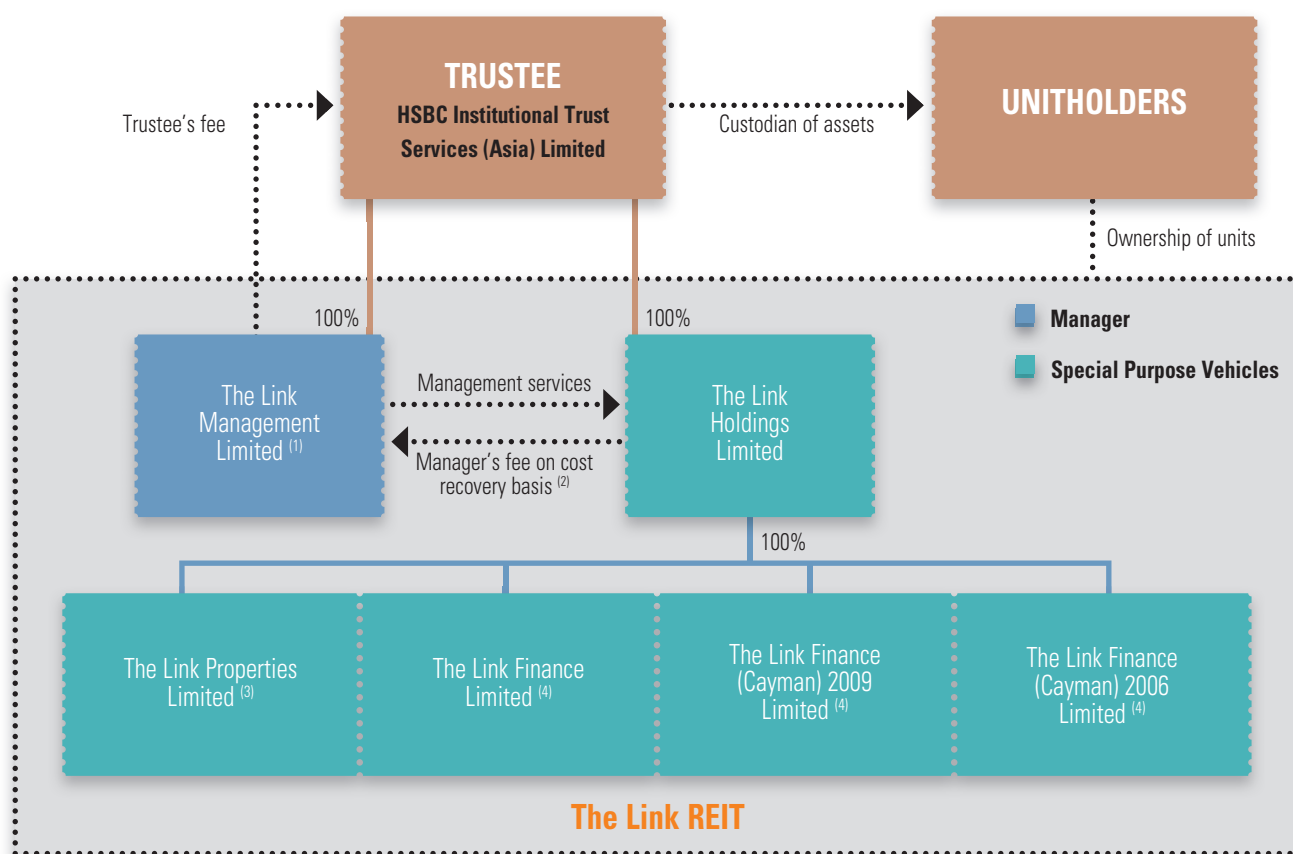 TRUSTEE
HSBC Institutional Trust
Services (Asia) Limited
UNITHOLDERS
Trustee's fee
Custodian of assets
Ownership of units
100%
100%
Manager
Special Purpose Vehicles
The Link
Management
Limited (1)
Management services
Manager's fee on cost
recovery basis (2)
The Link
Holdings
Limited
100%
The Link Properties
Limited (3)
The Link Finance
Limited (4)
The Link Finance
(Cayman) 2009
Limited (4)
The Link Finance
(Cayman) 2006
Limited (4)
The Link REIT